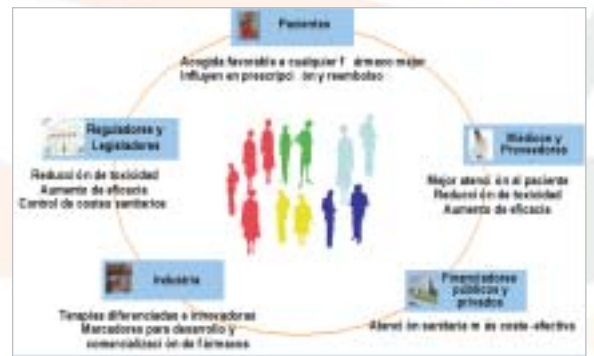 Pacientes
Acogida favorable a cualquier f ármaco mejor
Influyen en prescripci ón y reembolso
Reguladores y
Legisladores
Reducci ón de toxicidad
Aumento de eficacia
Control de costes sanitarios
Médicos y
Proveedores
Mejor atenci ón al paciente
Reducci ón de toxicidad
Aumento de eficacia
Industria
Terapias diferenciadas e innovadoras
Marcadores para desarrollo y
comercializaci ón de fármacos
Financiadores
públicos y
privados
Atenci ón sanitaria m ás coste-efectiva